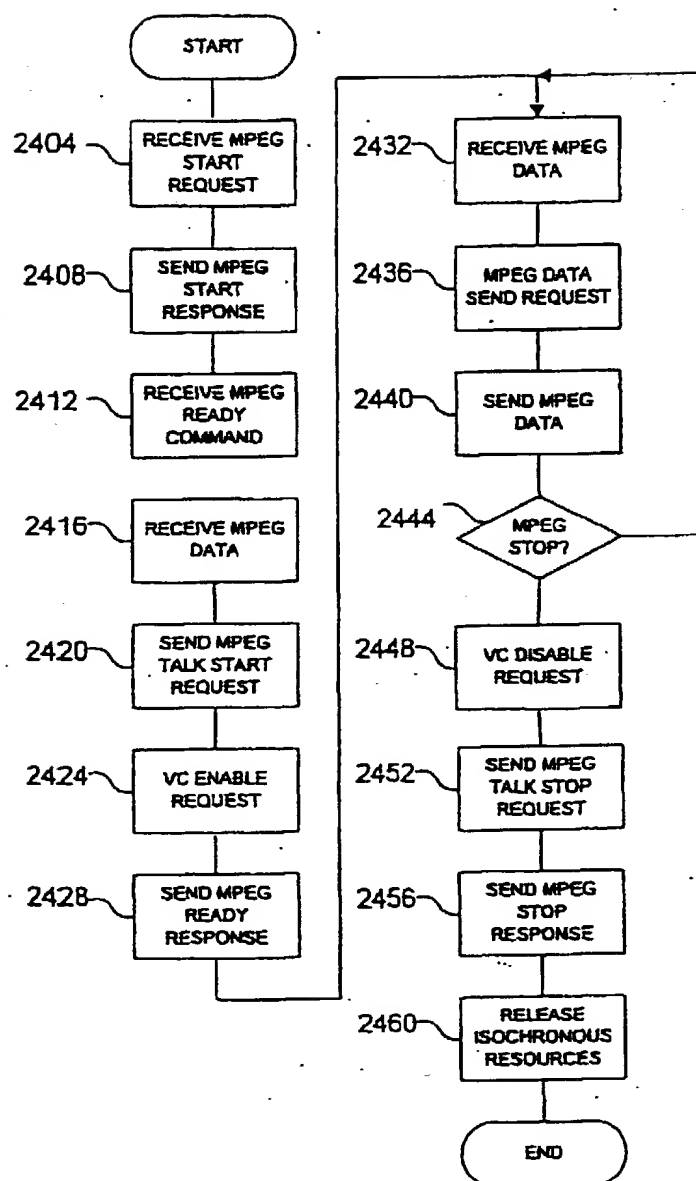 START
2404
RECEIVE MPEG
START
REQUEST
2408
SEND MPEG
START
RESPONSE
2412
RECEIVE MPEG
READY
COMMAND
2416
RECEIVE MPEG
DATA
2420
SEND MPEG
TALK START
REQUEST
2424
VC ENABLE
REQUEST
2428
SEND MPEG
READY
RESPONSE
2432
RECEIVE MPEG
DATA
2436
MPEG DATA
SEND REQUEST
2440
SEND MPEG
DATA
2444
MPEG
STOP?
2448
VC DISABLE
REQUEST
2452
SEND MPEG
TALK STOP
REQUEST
2456
SEND MPEG
STOP
RESPONSE
2460
RELEASE
ISOCHRONOUS
RESOURCES
END